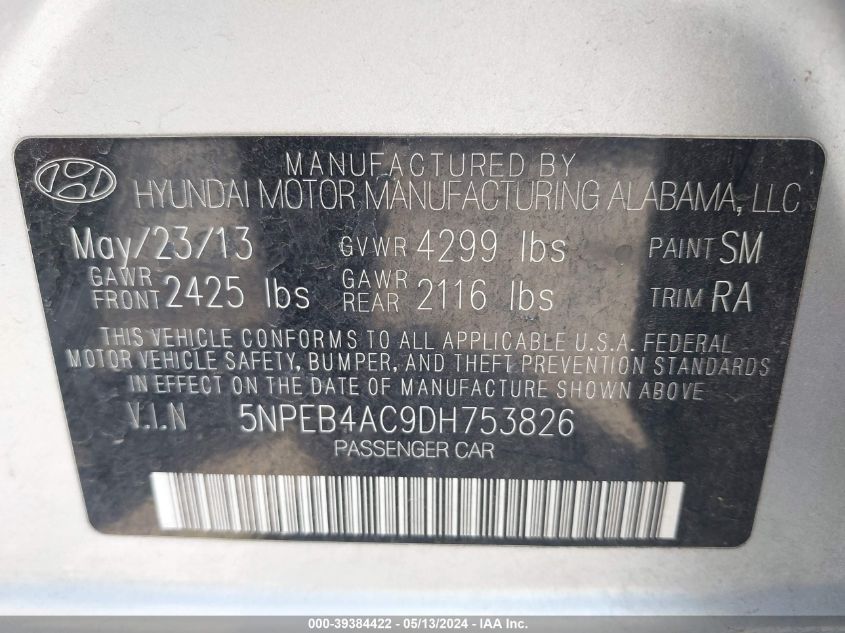 MANUFACTURED BY
HYUNDAI MOTOR MANUFACTURING ALABAMA, LLC
May/23/13 GVWR 4299 lbs PAINT SM
GAWR FRONT 2425 lbs GAWR REAR 2116 lbs TRIM RA
THIS VEHICLE CONFORMS TO ALL APPLICABLE U.S.A. FEDERAL
MOTOR VEHICLE SAFETY, BUMPER, AND THEFT PREVENTION STANDARDS
IN EFFECT ON THE DATE OF MANUFACTURE SHOWN ABOVE
V.I.N 5NPEB4AC9DH753826
PASSENGER CAR
000-39384422 - 05/13/2024 - IAA Inc.